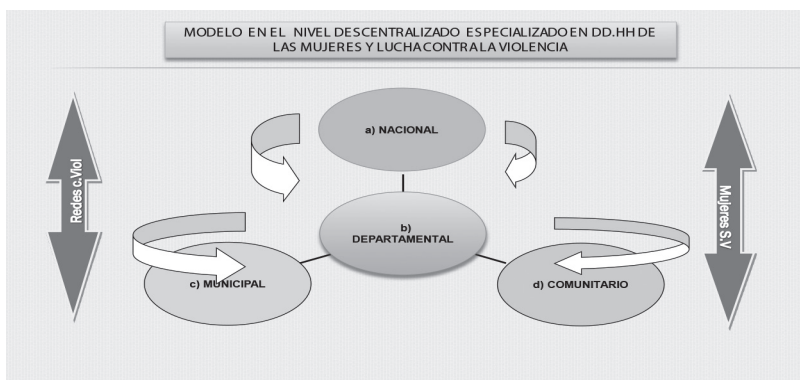 MODELO EN EL NIVEL DESCENTRALIZADO ESPECIALIZADO EN DD.HH DE
LAS MUJERES Y LUCHA CONTRA LA VIOLENCIA
a) NACIONAL
Redes c.Viol
Mujeres S.V
b)
DEPARTAMENTAL
c) MUNICIPAL
d) COMUNITARIO